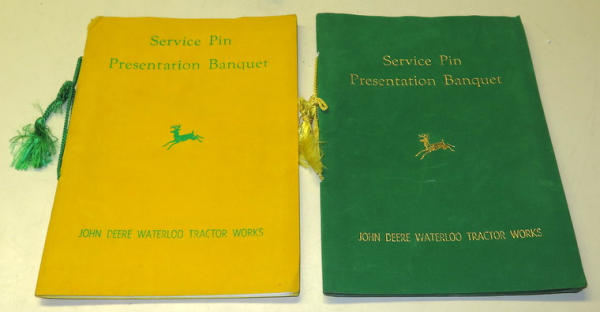 Service Pin
Presentation Banquet
JOHN DEERE WATERLOO TRACTOR WORKS
Service Pin
Presentation Banquet
JOHN DEERE WATERLOO TRACTOR WORKS